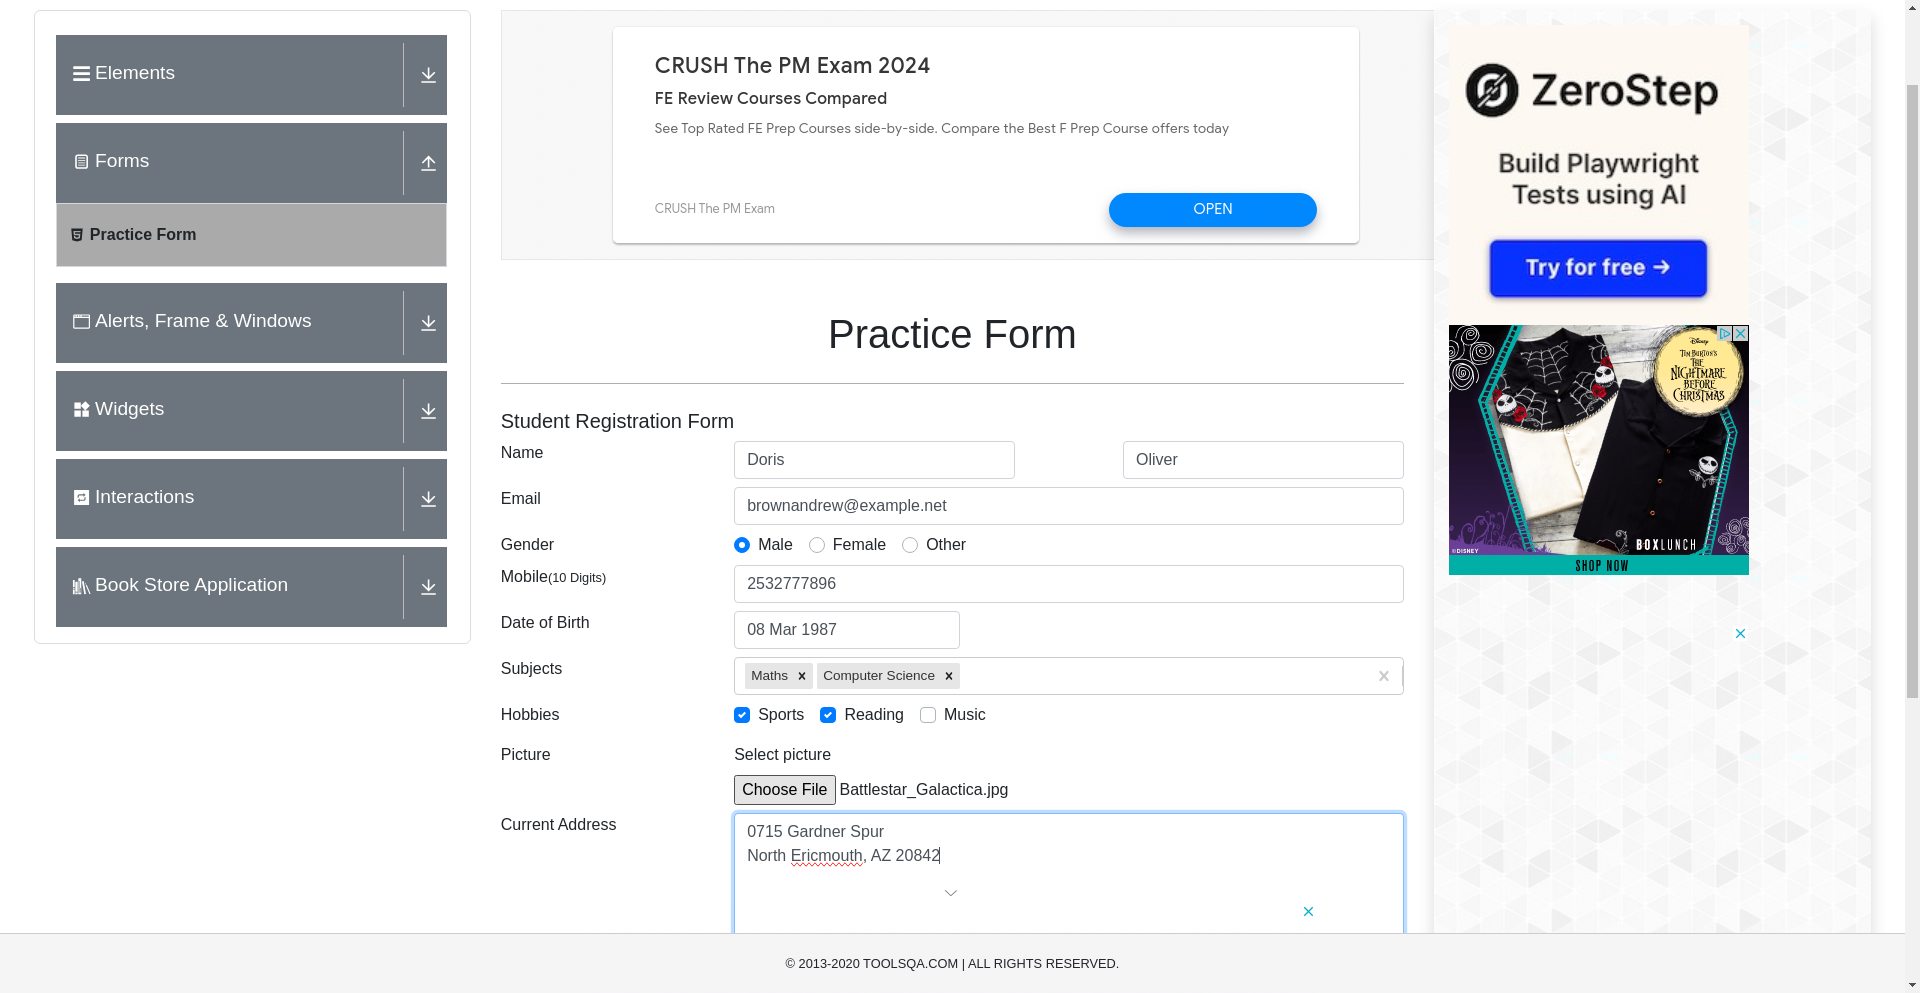 Elements
Forms
Practice Form
Alerts, Frame & Windows
Widgets
Interactions
Book Store Application
CRUSH The PM Exam 2024
FE Review Courses Compared
See Top Rated FE Prep Courses side-by-side. Compare the Best F Prep Course offers today
CRUSH The PM Exam
OPEN
Practice Form
Student Registration Form
Name
Doris
Oliver
Email
brownandrew@example.net
Gender
Male
Female
Other
Mobile(10 Digits)
2532777896
Date of Birth
08 Mar 1987
Subjects
Maths
Computer Science
Hobbies
Sports
Reading
Music
Picture
Select picture
Choose File
Battlestar_Galactica.jpg
Current Address
0715 Gardner Spur
North Ericmouth, AZ 20842
ZeroStep
Build Playwright
Tests using AI
Try for free →
Disney
TIM BURTON'S
THE
NIGHTMARE
BEFORE
CHRISTMAS
©DISNEY
BOXLUNCH
SHOP NOW
© 2013-2020 TOOLSQA.COM | ALL RIGHTS RESERVED.